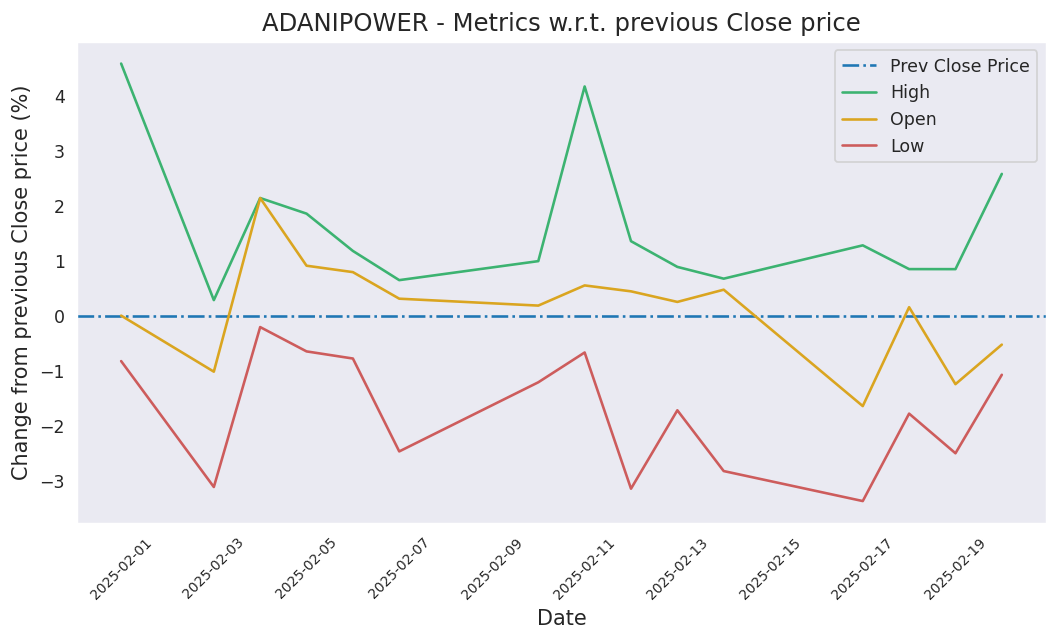 ADANIPOWER - Metrics w.r.t. previous Close price
Change from previous Close price (%)
4
3
2
1
0
−1
−2
−3
Prev Close Price
High
Open
Low
2025-02-01
2025-02-03
2025-02-05
2025-02-07
2025-02-09
2025-02-11
2025-02-13
2025-02-15
2025-02-17
2025-02-19
Date